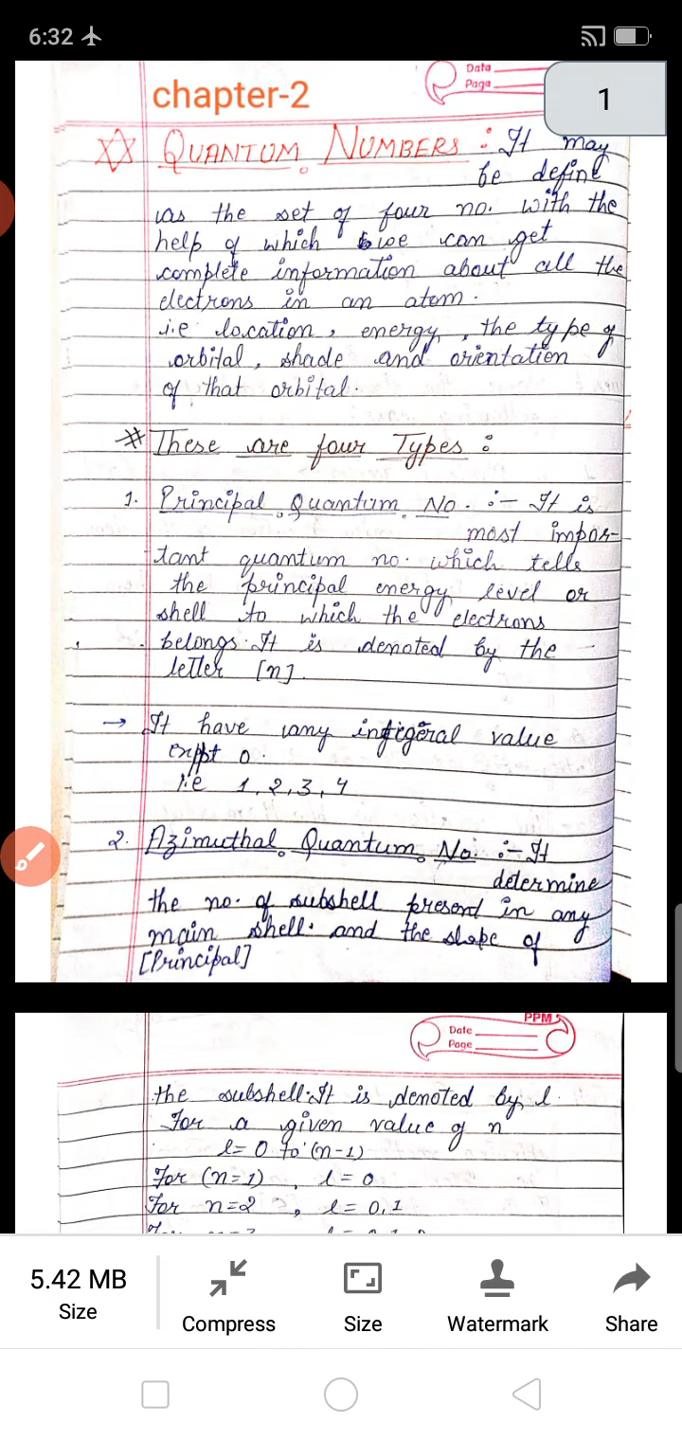 6:32
Data
Page
chapter-2
1
QUANTUM NUMBERS :- It may
be define
as the set of four no. with the
help of which we can get
complete information about all the
electrons in an atom.
i.e location, energy, the type of
orbital, shade and orientation
of that orbital.
# These are four Types :
1. Principal Quantum No. :- It is
most impor-
tant quantum no. which tells
the principal energy level or
shell to which the electrons
belongs. It is denoted by the
letter [n].
→ It have any integeral value
exept 0.
i.e 1,2,3,4
2. Azimuthal Quantum No. :- It
determine
the no. of subshell present in any
main shell. and the shape of
[Principal]
PPM
Date
Page
the subshell. It is denoted by l.
For a given value of n
l = 0 to (n-1)
For (n=1), l = 0
For n=2, l = 0,1
5.42 MB
Size
Compress
Size
Watermark
Share